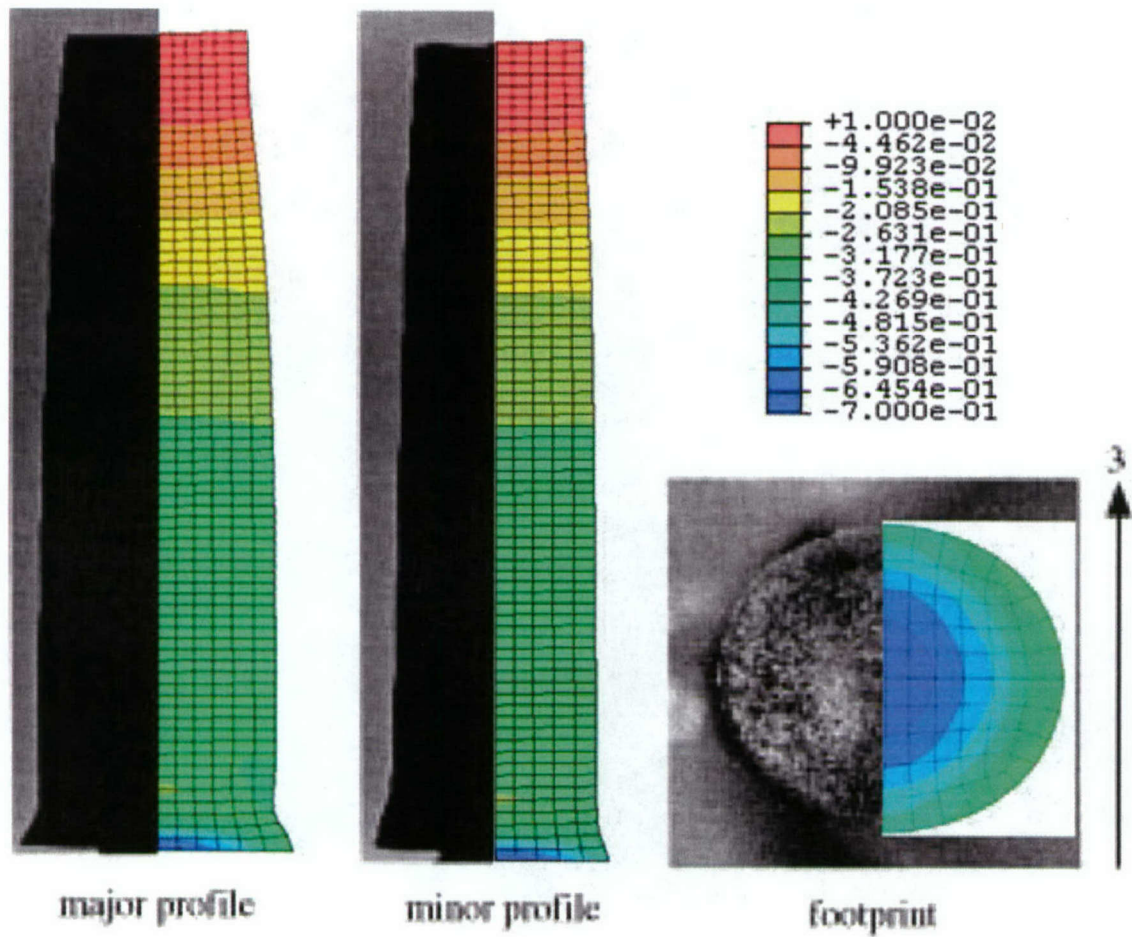 +1.000e-02
-4.462e-02
-9.923e-02
-1.538e-01
-2.085e-01
-2.631e-01
-3.177e-01
-3.723e-01
-4.269e-01
-4.815e-01
-5.362e-01
-5.908e-01
-6.454e-01
-7.000e-01
3
major profile
minor profile
footprint